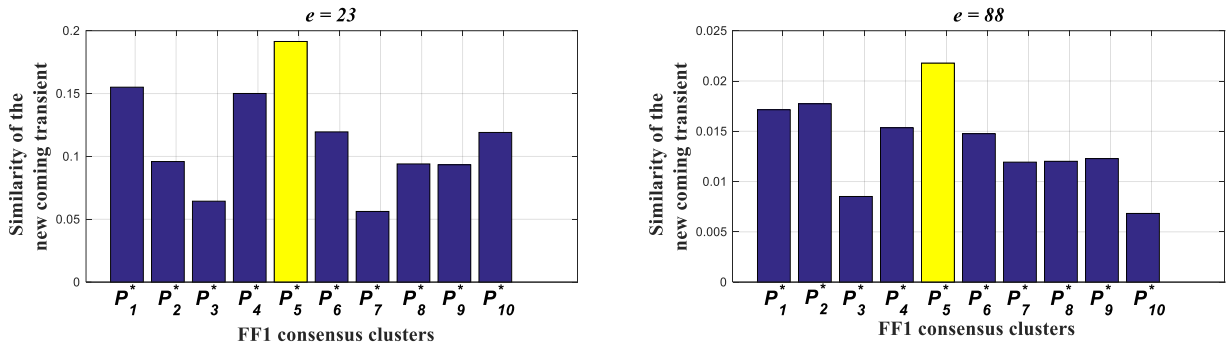 e = 23
0.2
0.15
0.1
0.05
0
Similarity of the
new coming transient
P*1 P*2 P*3 P*4 P*5 P*6 P*7 P*8 P*9 P*10
FF1 consensus clusters
e = 88
0.025
0.02
0.015
0.01
0.005
0
Similarity of the
new coming transient
P*1 P*2 P*3 P*4 P*5 P*6 P*7 P*8 P*9 P*10
FF1 consensus clusters